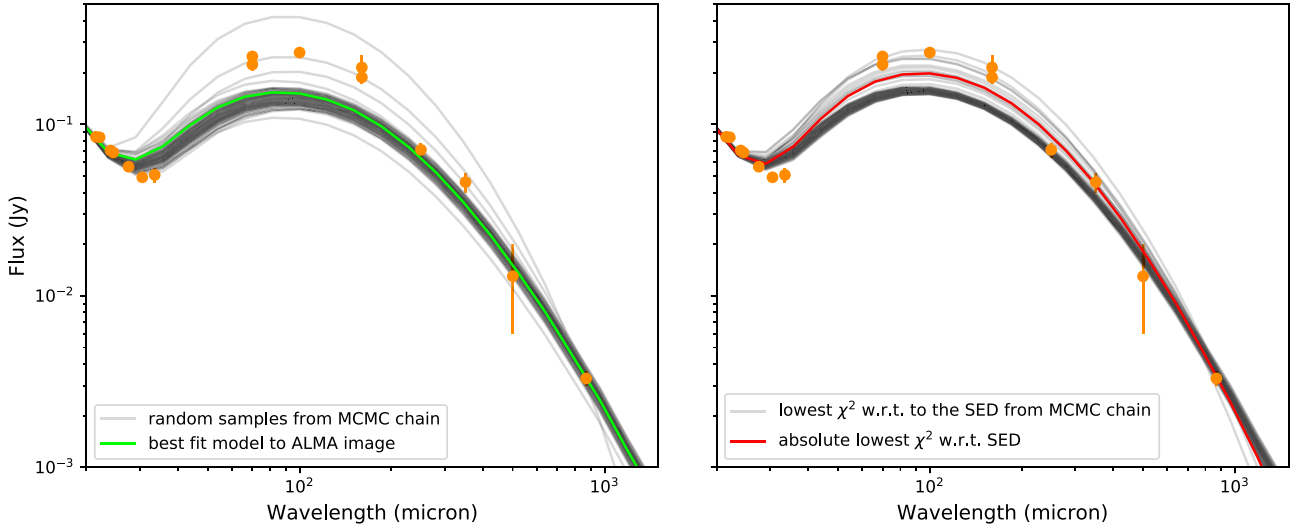 Flux (Jy)
10⁻¹
10⁻²
10⁻³
random samples from MCMC chain
best fit model to ALMA image
10²
10³
Wavelength (micron)
lowest χ² w.r.t. to the SED from MCMC chain
absolute lowest χ² w.r.t. SED
10²
10³
Wavelength (micron)